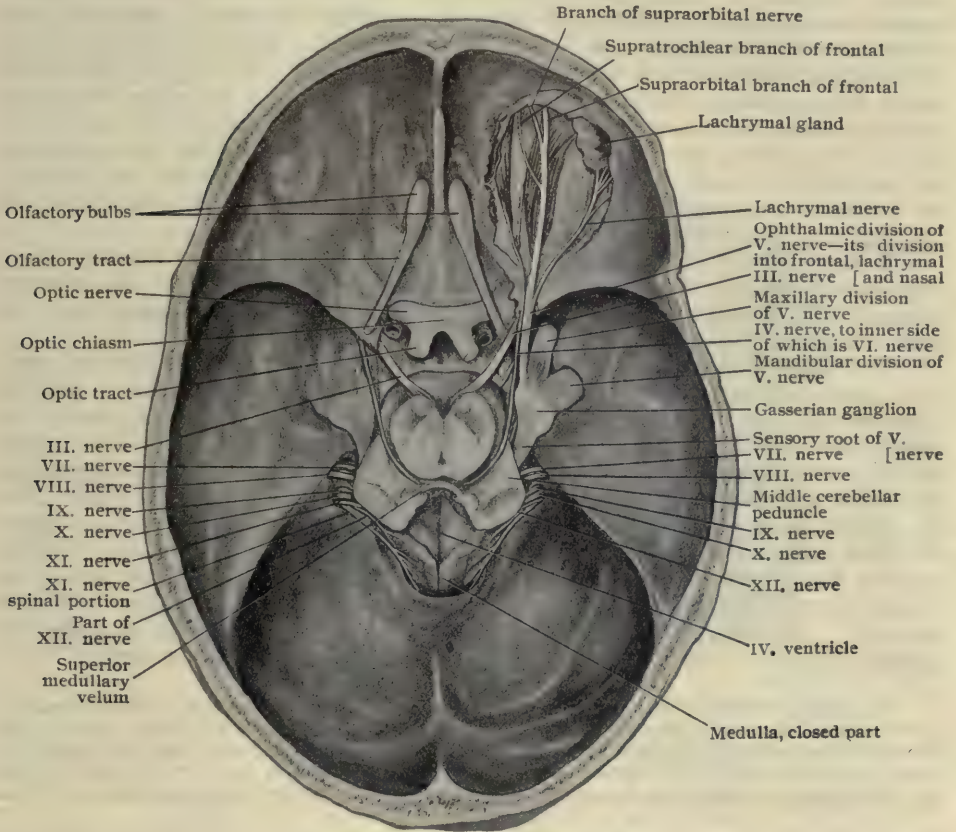 Branch of supraorbital nerve
Supratrochlear branch of frontal
Supraorbital branch of frontal
Lachrymal gland
Olfactory bulbs
Olfactory tract
Optic nerve
Optic chiasm
Optic tract
III. nerve
VII. nerve
VIII. nerve
IX. nerve
X. nerve
XI. nerve
XI. nerve
spinal portion
Part of
XII. nerve
Superior
medullary
velum
Lachrymal nerve
Ophthalmic division of
V. nerve—its division
into frontal, lachrymal
III. nerve [and nasal
Maxillary division
of V. nerve
IV. nerve, to inner side
of which is VI. nerve
Mandibular division of
V. nerve
Gasserian ganglion
Sensory root of V.
VII. nerve [nerve
VIII. nerve
Middle cerebellar
peduncle
IX. nerve
X. nerve
XII. nerve
IV. ventricle
Medulla, closed part